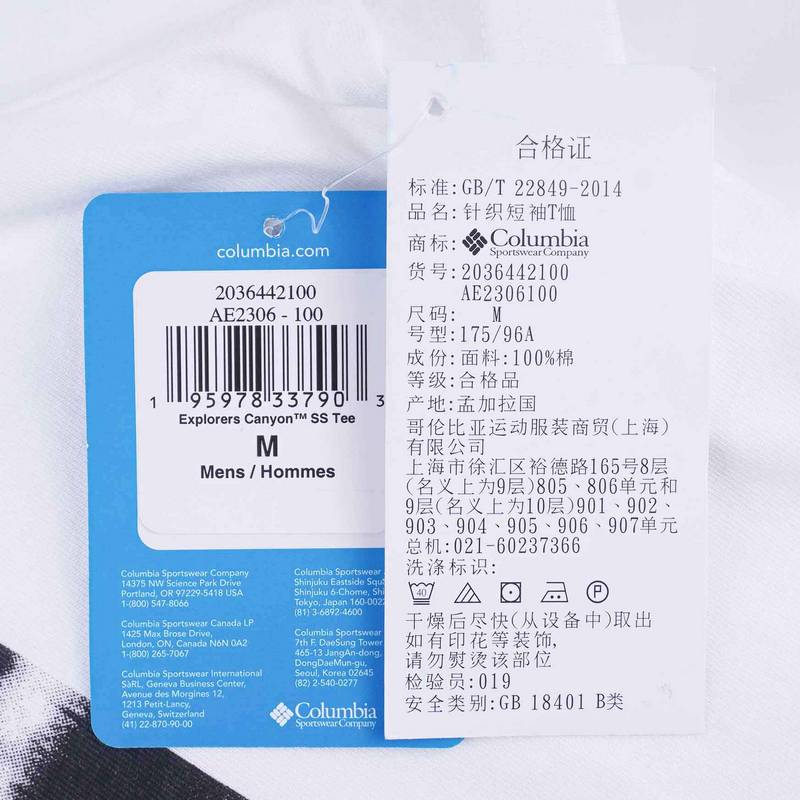 columbia.com
2036442100
AE2306 - 100
1 95978 33790 3
Explorers Canyon™ SS Tee
M
Mens / Hommes
Columbia Sportswear Company
14375 NW Science Park Drive
Portland, OR 97229-5418 USA
1-(800) 547-8066
Columbia Sportswear Canada LP
1425 Max Brose Drive,
London, ON, Canada N6N 0A2
1-(800) 265-7067
Columbia Sportswear International
SÀRL, Geneva Business Center,
Avenue des Morgines 12,
1213 Petit-Lancy,
Geneva, Switzerland
(41) 22-870-90-00
Columbia Sportswear
Shinjuku Eastside
6-Chome,
Tokyo, Japan
(81) 3-6892-4600
Columbia Sportswear
7th F. DaeSung
465-13 JangAn-dong,
DongDaeMun-gu,
Seoul, Korea 02645
(82) 2-540-0277
Columbia
Sportswear Company
合格证
标准:GB/T 22849-2014
品名:针织短袖T恤
商标:Columbia
Sportswear Company
货号:2036442100
AE2306100
尺码: M
号型:175/96A
成份:面料:100%棉
等级:合格品
产地:孟加拉国
哥伦比亚运动服装商贸(上海)
有限公司
上海市徐汇区裕德路165号8层
(名义上为9层)805、806单元和
9层(名义上为10层)901、902、
903、904、905、906、907单元
总机:021-60237366
洗涤标识:
40
P
干燥后尽快(从设备中)取出
如有印花等装饰,
请勿熨烫该部位
检验员:019
安全类别:GB 18401 B类